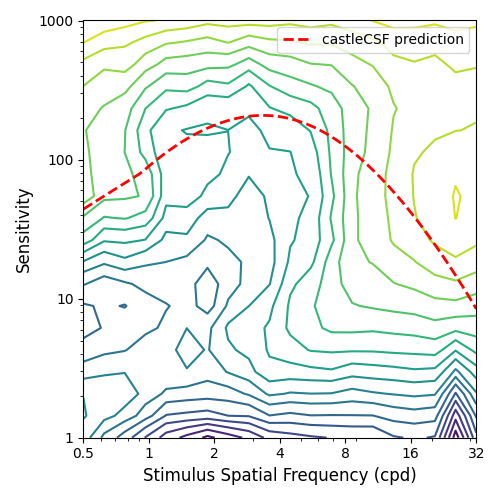 1000
castleCSF prediction
100
Sensitivity
10
1
0.5 1 2 4 8 16 32
Stimulus Spatial Frequency (cpd)